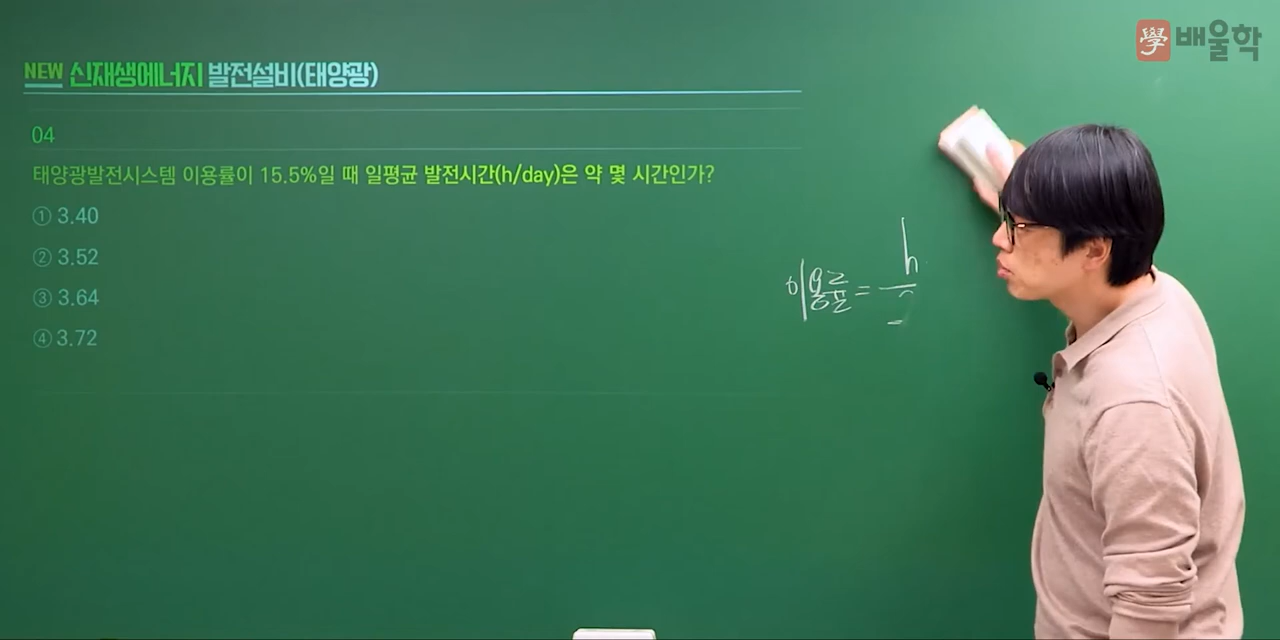 學 배울학
NEW 신재생에너지 발전설비(태양광)
04
태양광발전시스템 이용률이 15.5%일 때 일평균 발전시간(h/day)은 약 몇 시간인가?
① 3.40
② 3.52
③ 3.64
④ 3.72
이용률 = h